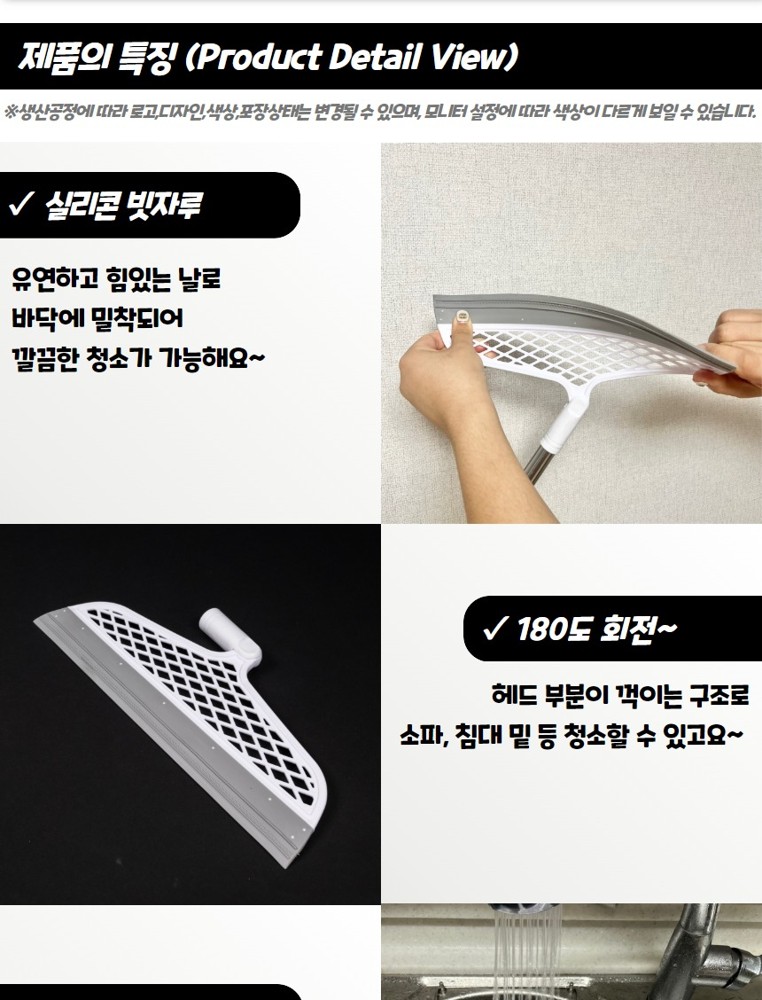 제품의 특징 (Product Detail View)
※생산공정에 따라 로고,디자인,색상,포장상태는 변경될 수 있으며, 모니터 설정에 따라 색상이 다르게 보일 수 있습니다.
✓ 실리콘 빗자루
유연하고 힘있는 날로
바닥에 밀착되어
깔끔한 청소가 가능해요~
✓ 180도 회전~
헤드 부분이 꺽이는 구조로
소파, 침대 밑 등 청소할 수 있고요~